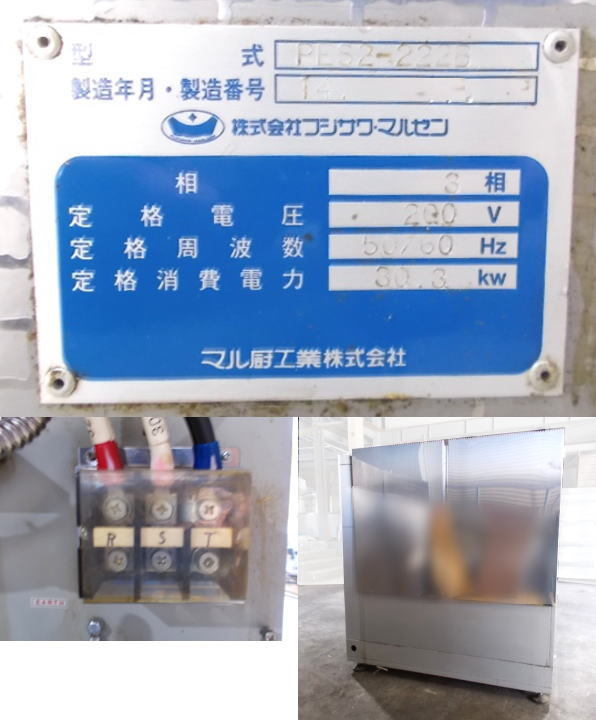 型式 PES2-222B
製造年月・製造番号 14.
株式会社フジサワ・マルゼン
相 3 相
定格電圧 200 V
定格周波数 50/60 Hz
定格消費電力 30.3 kw
マル厨工業株式会社
R S T
EARTH